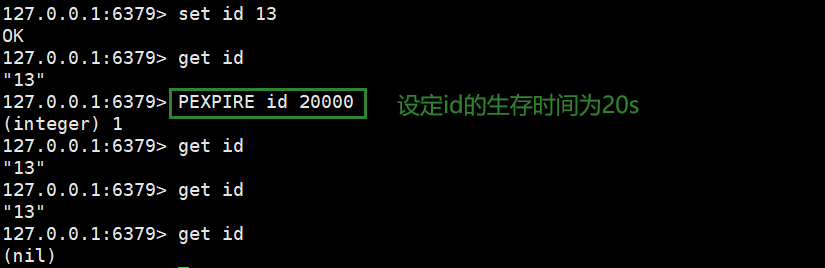 127.0.0.1:6379> set id 13
OK
127.0.0.1:6379> get id
"13"
127.0.0.1:6379> PEXPIRE id 20000 设定id的生存时间为20s
(integer) 1
127.0.0.1:6379> get id
"13"
127.0.0.1:6379> get id
"13"
127.0.0.1:6379> get id
(nil)